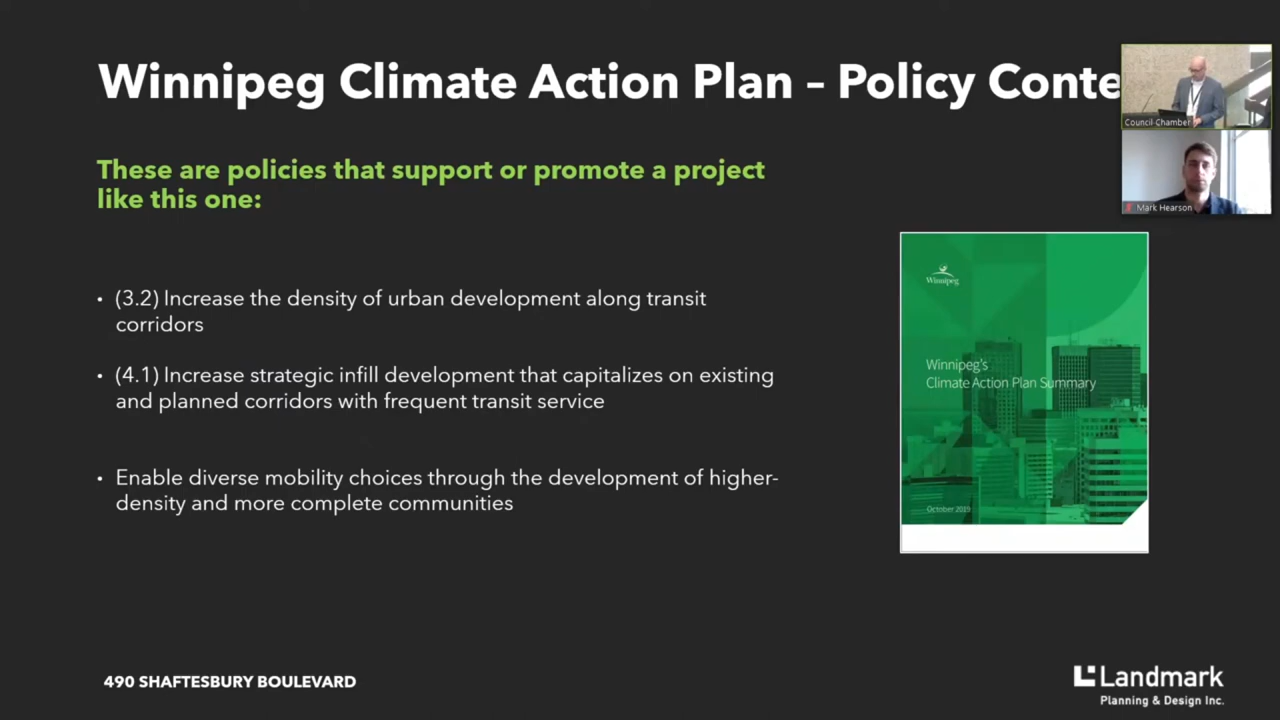 Winnipeg Climate Action Plan – Policy Conte
Council Chamber
Mark Hearson
These are policies that support or promote a project
like this one:
• (3.2) Increase the density of urban development along transit
corridors
• (4.1) Increase strategic infill development that capitalizes on existing
and planned corridors with frequent transit service
• Enable diverse mobility choices through the development of higher-
density and more complete communities
Winnipeg
Winnipeg's
Climate Action Plan Summary
October 2019
490 SHAFTESBURY BOULEVARD
Landmark
Planning & Design Inc.